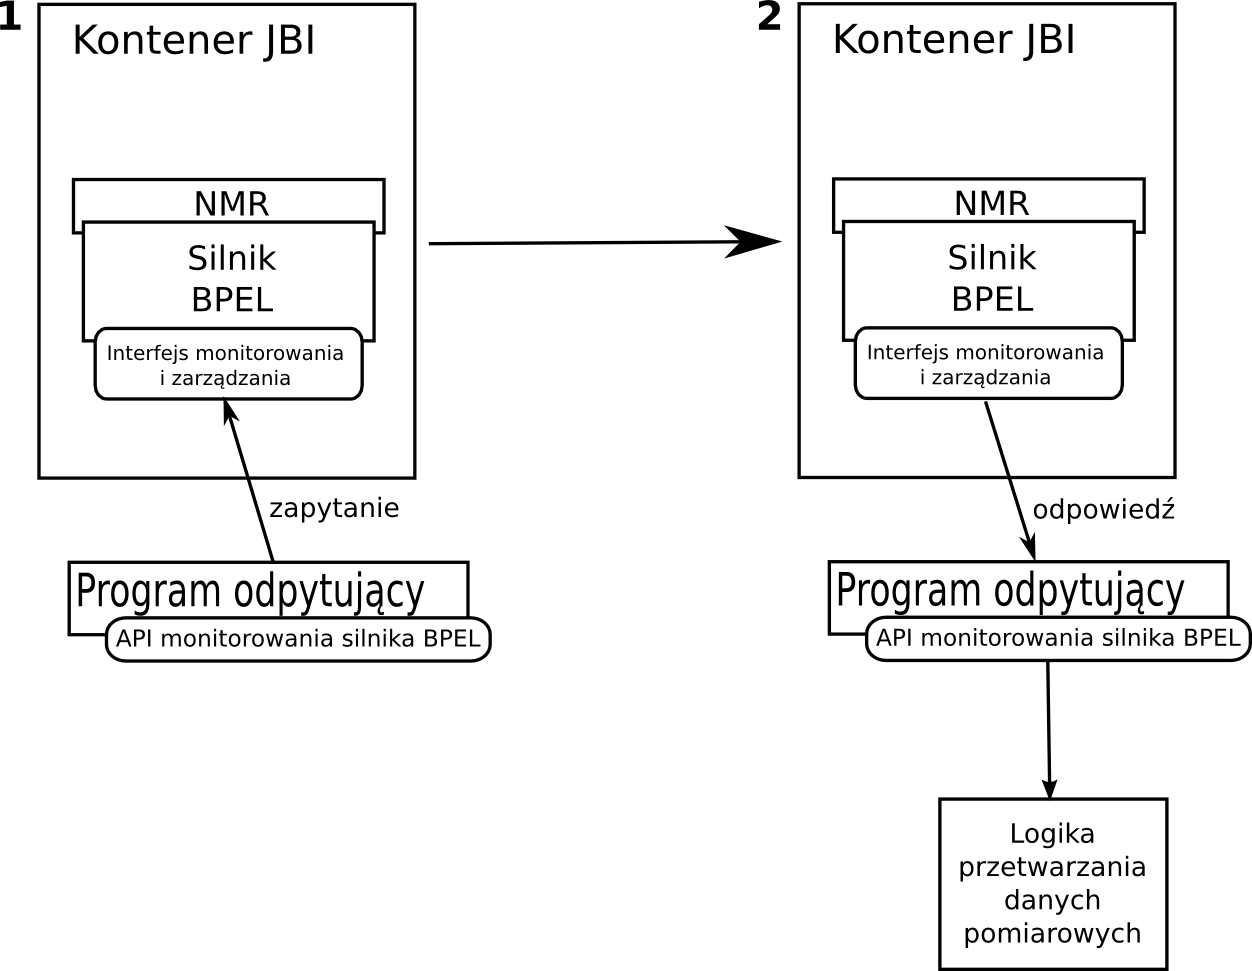 1
Kontener JBI
NMR
Silnik
BPEL
Interfejs monitorowania
i zarządzania
zapytanie
Program odpytujący
API monitorowania silnika BPEL
2
Kontener JBI
NMR
Silnik
BPEL
Interfejs monitorowania
i zarządzania
odpowiedź
Program odpytujący
API monitorowania silnika BPEL
Logika
przetwarzania
danych
pomiarowych